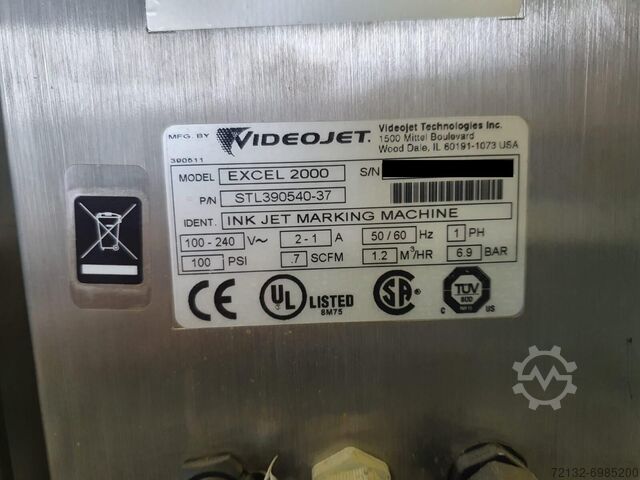 MFG. BY VIDEOJET.
Videojet Technologies Inc.
1500 Mittel Boulevard
Wood Dale, IL 60191-1073 USA
390511
MODEL EXCEL 2000 S/N
P/N STL390540-37
IDENT. INK JET MARKING MACHINE
100 - 240 V~ 2 - 1 A 50 / 60 Hz 1 PH
100 PSI .7 SCFM 1.2 M³/HR 6.9 BAR
CE UL LISTED SA TÜV
8M75 C US
72132-6985200